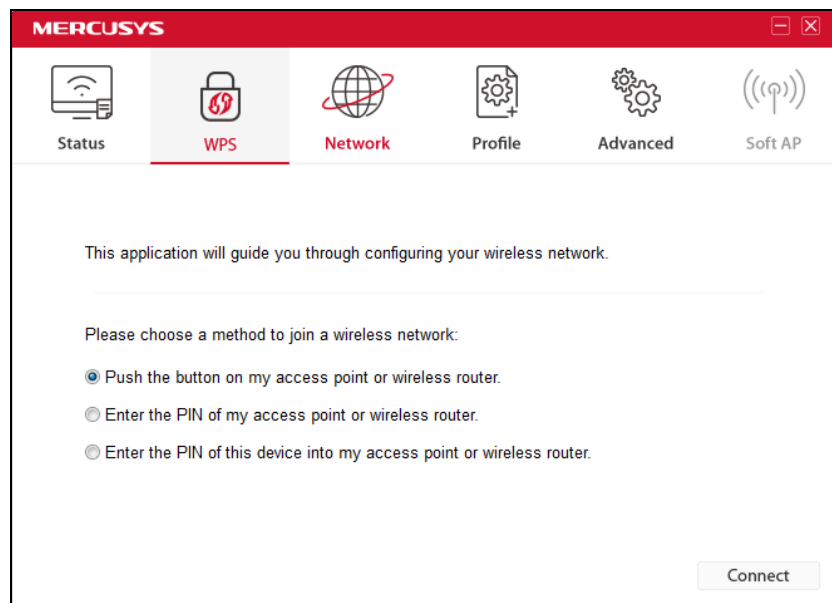 MERCUSYS
Status WPS Network Profile Advanced Soft AP
This application will guide you through configuring your wireless network.
Please choose a method to join a wireless network:
Push the button on my access point or wireless router.
Enter the PIN of my access point or wireless router.
Enter the PIN of this device into my access point or wireless router.
Connect